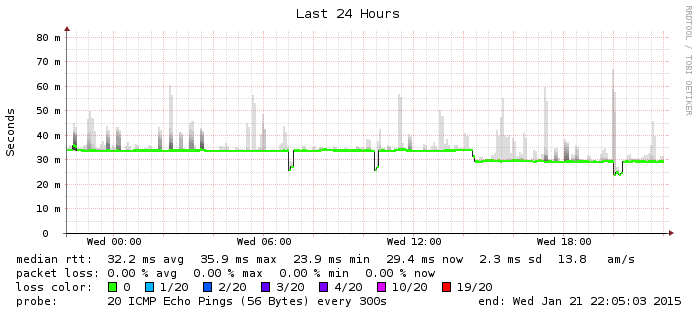 Last 24 Hours
RRDTOOL / TOBI OETIKER
Seconds
80 m
70 m
60 m
50 m
40 m
30 m
20 m
10 m
0
Wed 00:00 Wed 06:00 Wed 12:00 Wed 18:00
median rtt: 32.2 ms avg 35.9 ms max 23.9 ms min 29.4 ms now 2.3 ms sd 13.8 am/s
packet loss: 0.00 % avg 0.00 % max 0.00 % min 0.00 % now
loss color: 0 1/20 2/20 3/20 4/20 10/20 19/20
probe: 20 ICMP Echo Pings (56 Bytes) every 300s end: Wed Jan 21 22:05:03 2015